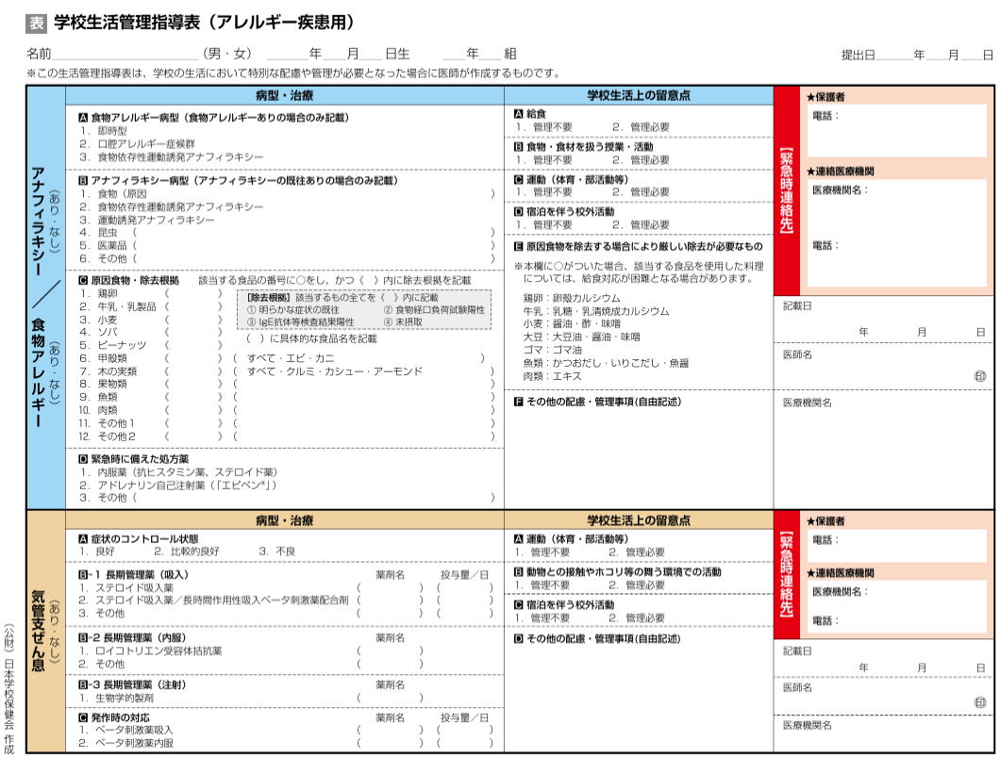 表 学校生活管理指導表（アレルギー疾患用）
名前＿＿＿＿＿＿＿＿＿＿＿＿（男・女） ＿＿＿年＿＿月＿＿日生 ＿＿年＿＿組
提出日＿＿＿年＿＿月＿＿日
※この生活管理指導表は、学校の生活において特別な配慮や管理が必要となった場合に医師が作成するものです。
アナフィラキシー（あり・なし）／食物アレルギー（あり・なし）
病型・治療
A 食物アレルギー病型（食物アレルギーありの場合のみ記載）
1．即時型
2．口腔アレルギー症候群
3．食物依存性運動誘発アナフィラキシー
B アナフィラキシー病型（アナフィラキシーの既往ありの場合のみ記載）
1．食物（原因 ）
2．食物依存性運動誘発アナフィラキシー
3．運動誘発アナフィラキシー
4．昆虫 （ ）
5．医薬品（ ）
6．その他（ ）
C 原因食物・除去根拠 該当する食品の番号に○をし、かつ《 》内に除去根拠を記載
1．鶏卵 《 》
2．牛乳・乳製品《 》
3．小麦 《 》
4．ソバ 《 》
5．ピーナッツ 《 》
[除去根拠] 該当するもの全てを《 》内に記載
① 明らかな症状の既往 ② 食物経口負荷試験陽性
③ IgE抗体等検査結果陽性 ④ 未摂取
（ ）に具体的な食品名を記載
6．甲殻類 《 》（ すべて・エビ・カニ ）
7．木の実類 《 》（ すべて・クルミ・カシュー・アーモンド ）
8．果物類 《 》（ ）
9．魚類 《 》（ ）
10．肉類 《 》（ ）
11．その他1 《 》（ ）
12．その他2 《 》（ ）
D 緊急時に備えた処方薬
1．内服薬（抗ヒスタミン薬、ステロイド薬）
2．アドレナリン自己注射薬（「エピペン®」）
3．その他（ ）
学校生活上の留意点
A 給食
1．管理不要 2．管理必要
B 食物・食材を扱う授業・活動
1．管理不要 2．管理必要
C 運動（体育・部活動等）
1．管理不要 2．管理必要
D 宿泊を伴う校外活動
1．管理不要 2．管理必要
E 原因食物を除去する場合により厳しい除去が必要なもの
※本欄に○がついた場合、該当する食品を使用した料理
については、給食対応が困難となる場合があります。
鶏卵：卵殻カルシウム
牛乳：乳糖・乳清焼成カルシウム
小麦：醤油・酢・味噌
大豆：大豆油・醤油・味噌
ゴマ：ゴマ油
魚類：かつおだし・いりこだし・魚醤
肉類：エキス
F その他の配慮・管理事項(自由記述)
【緊急時連絡先】
★保護者
電話：
★連絡医療機関
医療機関名：
電話：
記載日
年 月 日
医師名
㊞
医療機関名
気管支ぜん息（あり・なし）
病型・治療
A 症状のコントロール状態
1．良好 2．比較的良好 3．不良
B-1 長期管理薬（吸入） 薬剤名 投与量／日
1．ステロイド吸入薬 （ ）（ ）
2．ステロイド吸入薬／長時間作用性吸入ベータ刺激薬配合剤（ ）（ ）
3．その他 （ ）（ ）
B-2 長期管理薬（内服） 薬剤名
1．ロイコトリエン受容体拮抗薬 （ ）
2．その他 （ ）
B-3 長期管理薬（注射） 薬剤名
1．生物学的製剤 （ ）
C 発作時の対応 薬剤名 投与量／日
1．ベータ刺激薬吸入 （ ）（ ）
2．ベータ刺激薬内服 （ ）（ ）
学校生活上の留意点
A 運動（体育・部活動等）
1．管理不要 2．管理必要
B 動物との接触やホコリ等の舞う環境での活動
1．管理不要 2．管理必要
C 宿泊を伴う校外活動
1．管理不要 2．管理必要
D その他の配慮・管理事項(自由記述)
【緊急時連絡先】
★保護者
電話：
★連絡医療機関
医療機関名：
電話：
記載日
年 月 日
医師名
㊞
医療機関名
（公財）日本学校保健会 作成